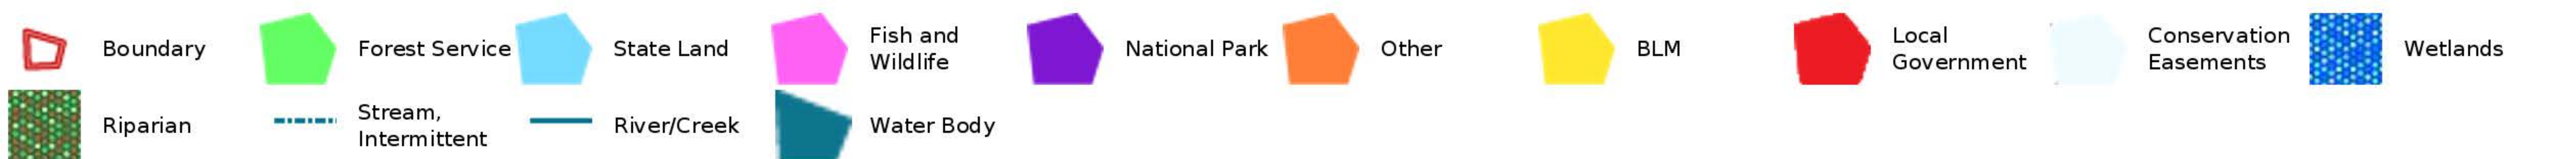 Boundary
Forest Service
State Land
Fish and
Wildlife
National Park
Other
BLM
Local
Government
Conservation
Easements
Wetlands
Riparian
Stream,
Intermittent
River/Creek
Water Body